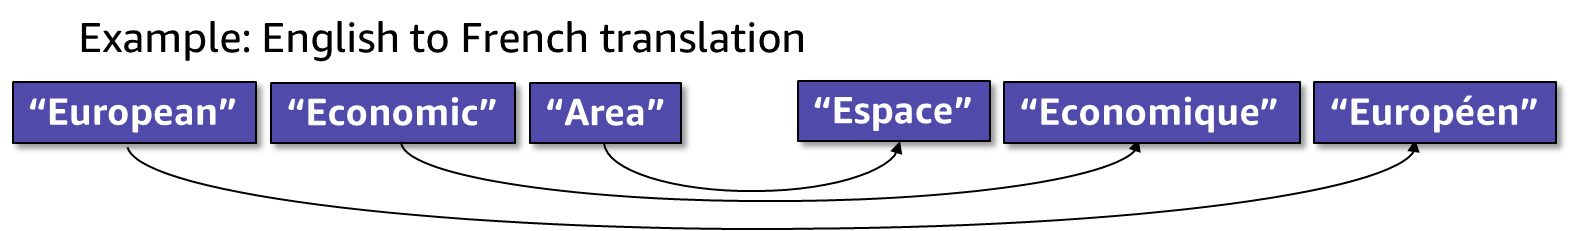 Example: English to French translation
“European” “Economic” “Area” “Espace” “Economique” “Européen”